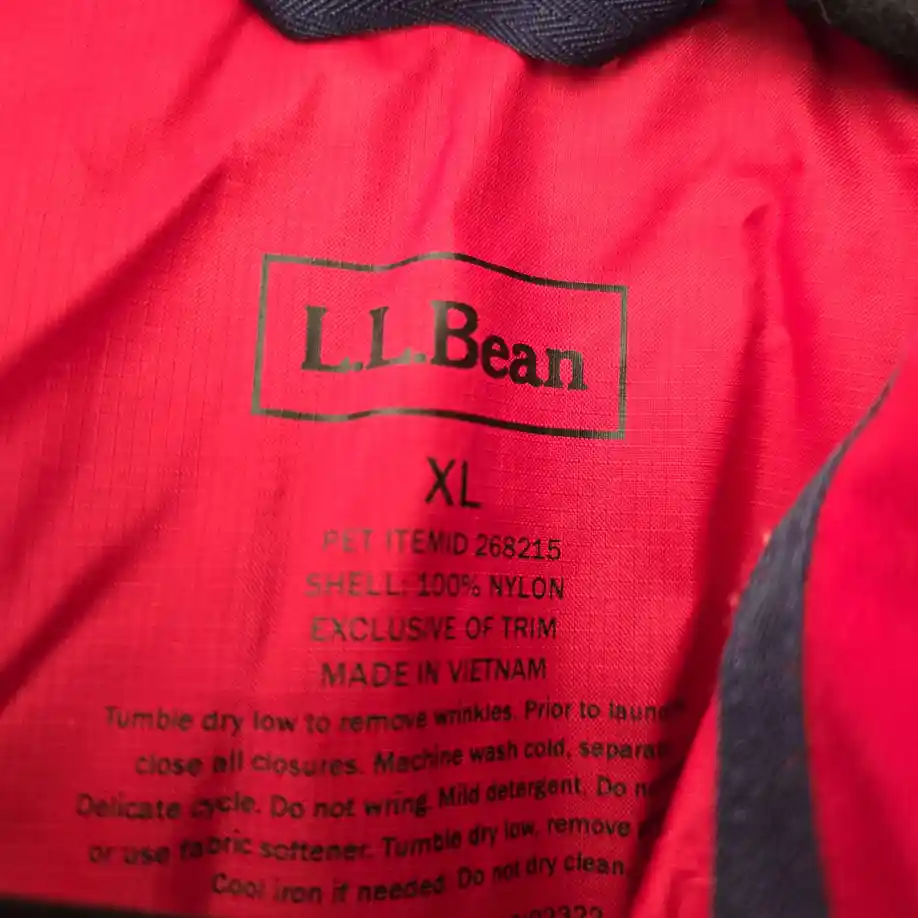 L.L.Bean
XL
PET ITEMID 268215
SHELL: 100% NYLON
EXCLUSIVE OF TRIM
MADE IN VIETNAM
Tumble dry low to remove wrinkles. Prior to
close all closures. Machine wash cold,
Delicate cycle. Do not wring. Mild detergent. Do
or use fabric softener. Tumble dry low, remove
Cool iron if needed. Do not dry clean.